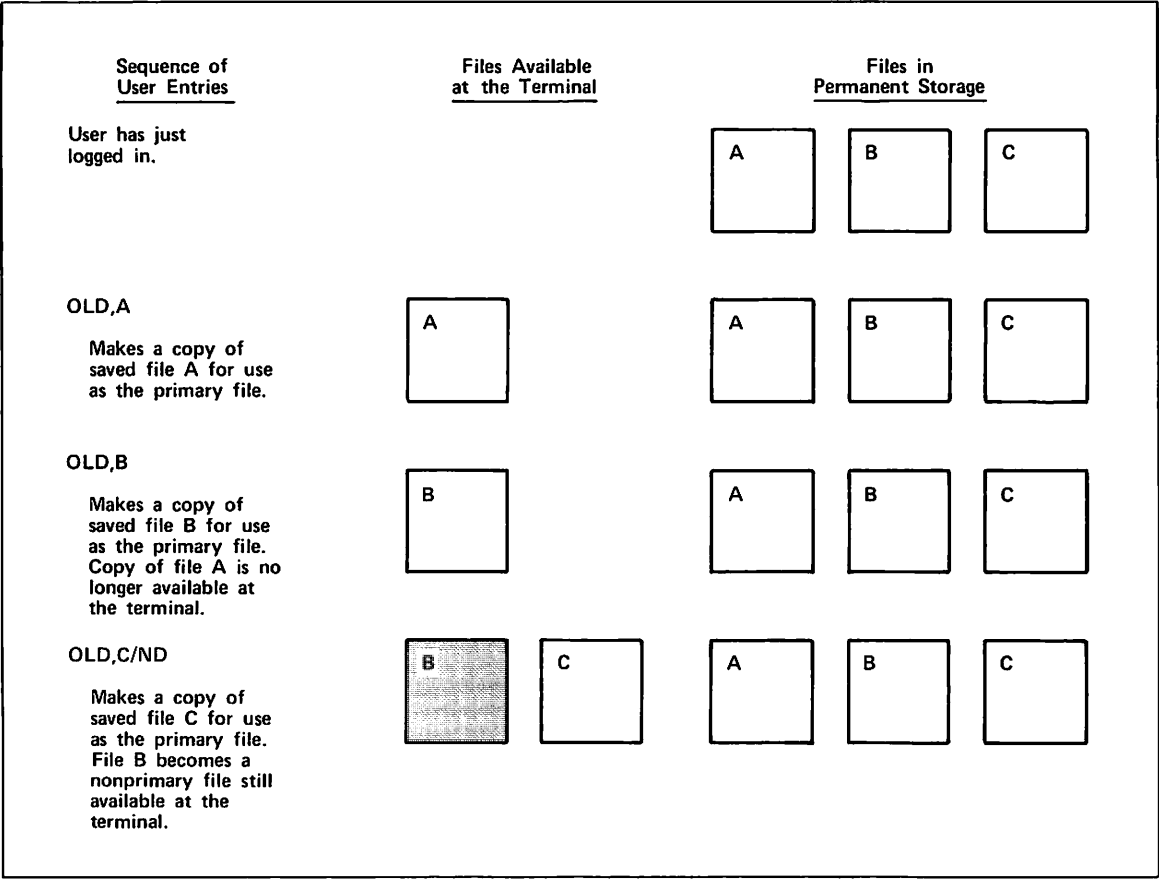 Sequence of
User Entries
Files Available
at the Terminal
Files in
Permanent Storage
User has just
logged in.
A
B
C
OLD,A
Makes a copy of
saved file A for use
as the primary file.
A
A
B
C
OLD,B
Makes a copy of
saved file B for use
as the primary file.
Copy of file A is no
longer available at
the terminal.
B
A
B
C
OLD,C/ND
Makes a copy of
saved file C for use
as the primary file.
File B becomes a
nonprimary file still
available at the
terminal.
B
C
A
B
C